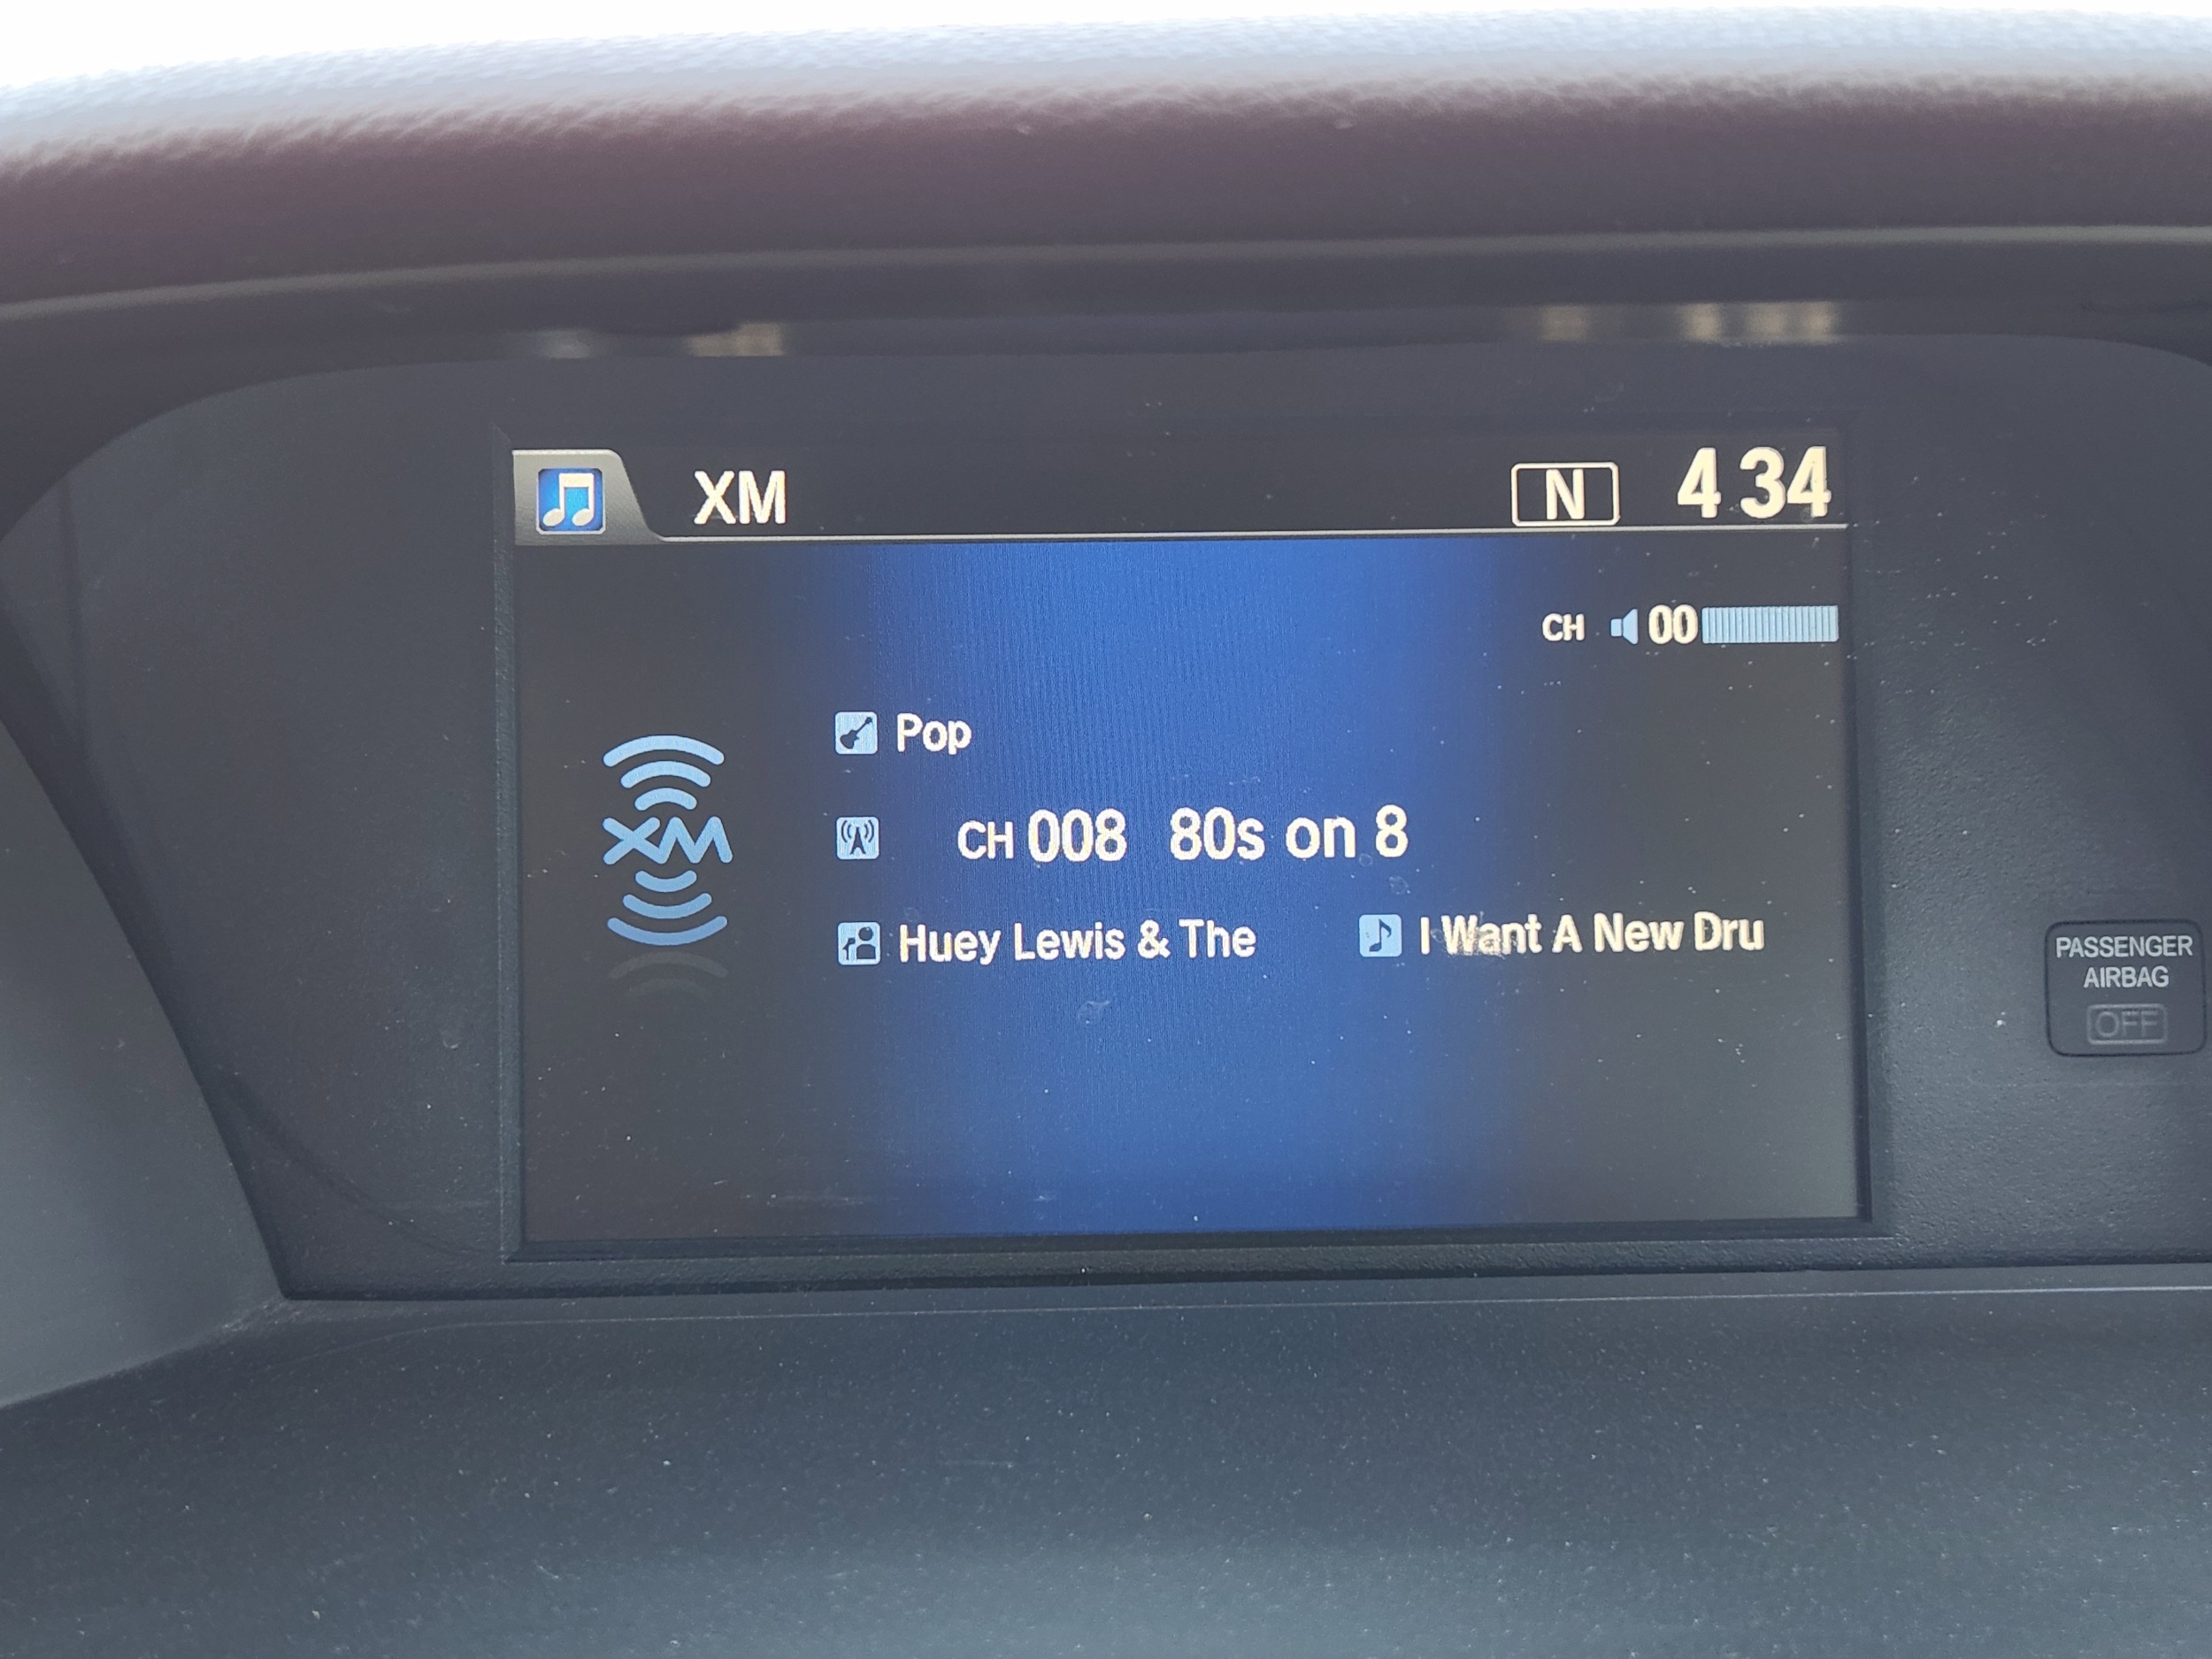 XM N 4 34
CH 00
Pop
XM
CH 008 80s on 8
Huey Lewis & The I Want A New Dru
PASSENGER
AIRBAG
OFF